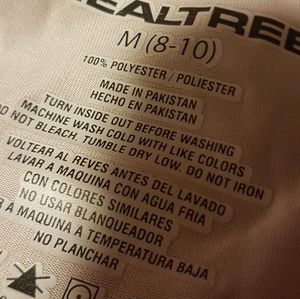 REALTREE
M (8-10)
100% POLYESTER / POLIESTER
MADE IN PAKISTAN
HECHO EN PAKISTAN
TURN INSIDE OUT BEFORE WASHING
MACHINE WASH COLD WITH LIKE COLORS
DO NOT BLEACH, TUMBLE DRY LOW. DO NOT IRON
VOLTEAR AL REVES ANTES DEL LAVADO
LAVAR A MAQUINA CON AGUA FRIA
CON COLORES SIMILARES
NO USAR BLANQUEADOR
A MAQUINA A TEMPERATURA BAJA
NO PLANCHAR